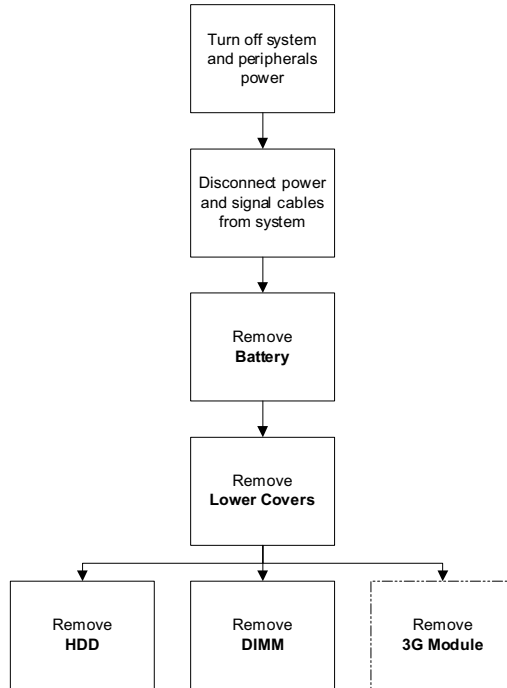 Turn off system
and peripherals
power
Disconnect power
and signal cables
from system
Remove
Battery
Remove
Lower Covers
Remove
HDD
Remove
DIMM
Remove
3G Module